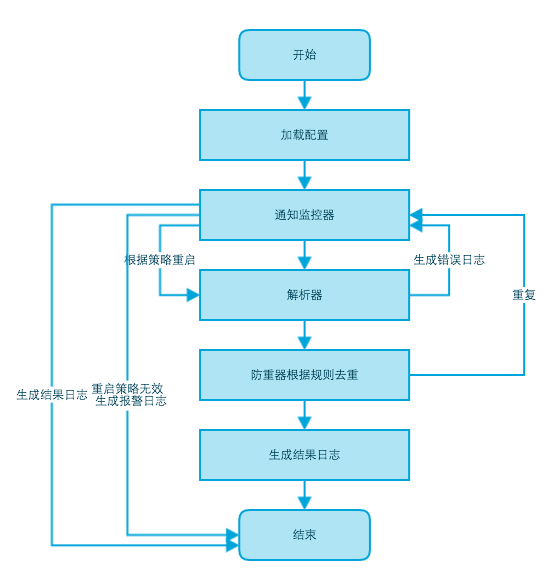 开始
加载配置
通知监控器
根据策略重启
生成错误日志
解析器
重复
防重器根据规则去重
生成结果日志
重启策略无效
生成报警日志
生成结果日志
结束